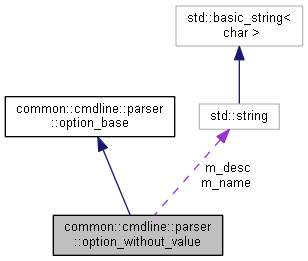 std::basic_string<
char >
common::cmdline::parser
::option_base
std::string
m_desc
m_name
common::cmdline::parser
::option_without_value